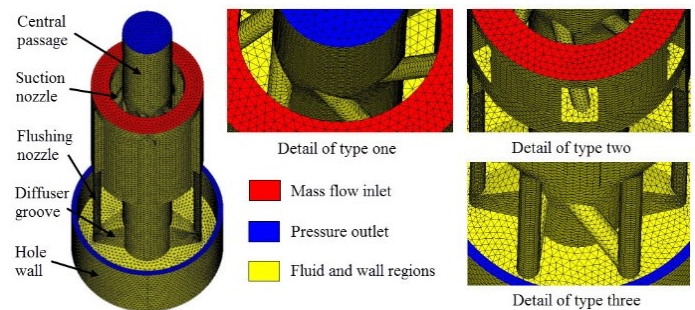 Central
passage
Suction
nozzle
Flushing
nozzle
Diffuser
groove
Hole
wall
Detail of type one
Mass flow inlet
Pressure outlet
Fluid and wall regions
Detail of type two
Detail of type three